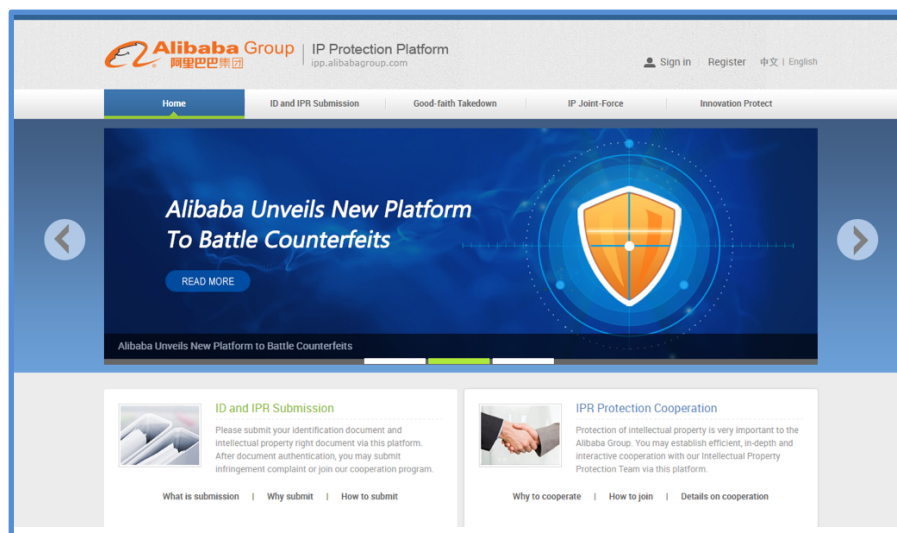 Alibaba Group
阿里巴巴集团
IP Protection Platform
ipp.alibabagroup.com
Sign in Register 中文 | English
Home ID and IPR Submission Good-faith Takedown IP Joint-Force Innovation Protect
Alibaba Unveils New Platform
To Battle Counterfeits
READ MORE
Alibaba Unveils New Platform to Battle Counterfeits
ID and IPR Submission
Please submit your identification document and
intellectual property right document via this platform.
After document authentication, you may submit
infringement complaint or join our cooperation program.
What is submission | Why submit | How to submit
IPR Protection Cooperation
Protection of intellectual property is very important to the
Alibaba Group. You may establish efficient, in-depth and
interactive cooperation with our Intellectual Property
Protection Team via this platform.
Why to cooperate | How to join | Details on cooperation